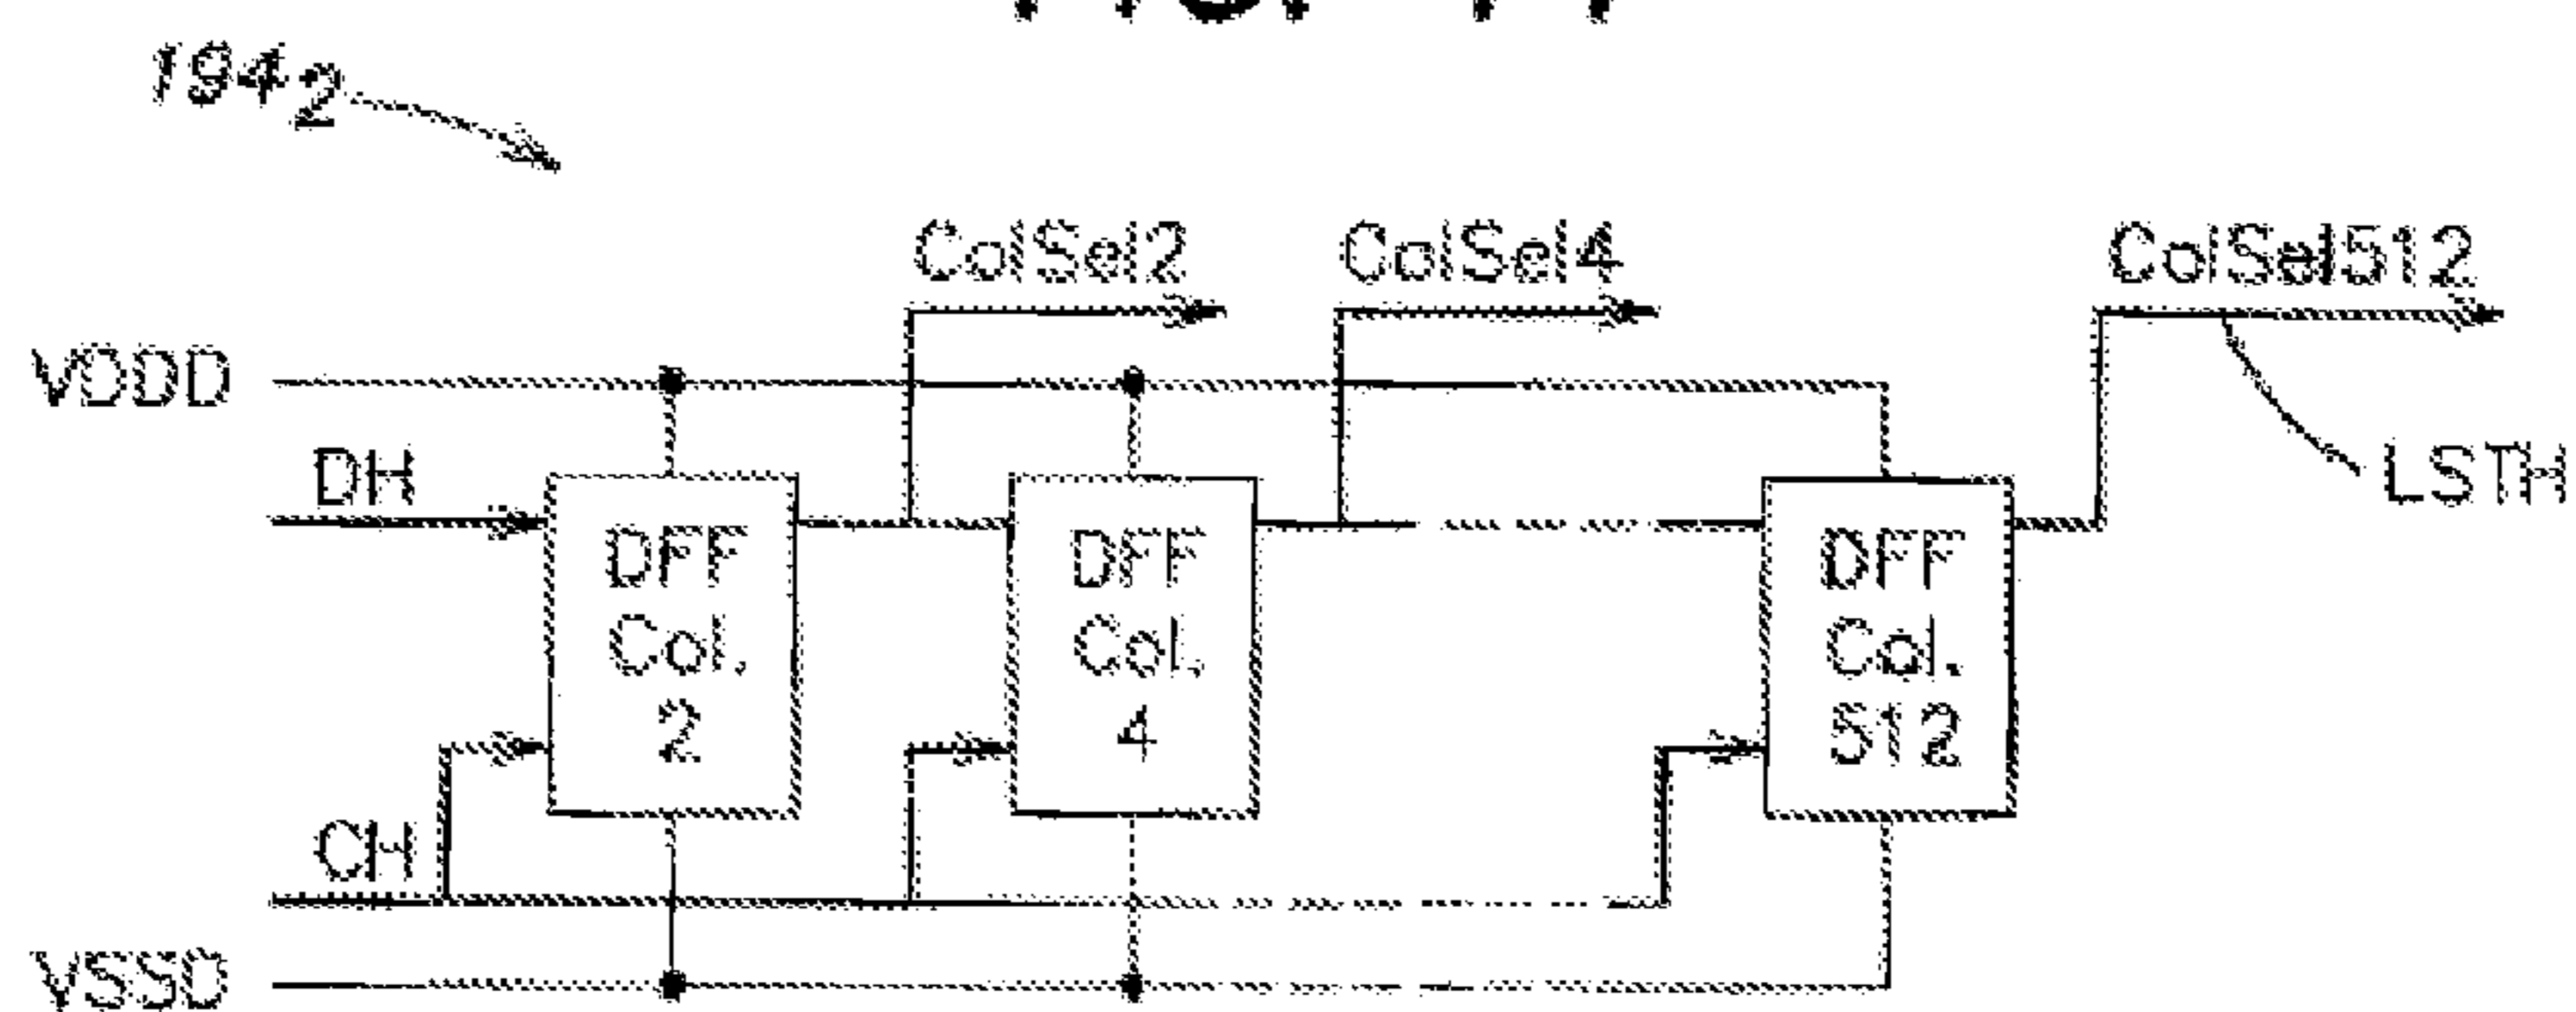 194₂
ColSel2 ColSel4 ColSel512
VDDD
DH
LSTH
DFF Col. 2
DFF Col. 4
DFF Col. 512
CH
VSSD